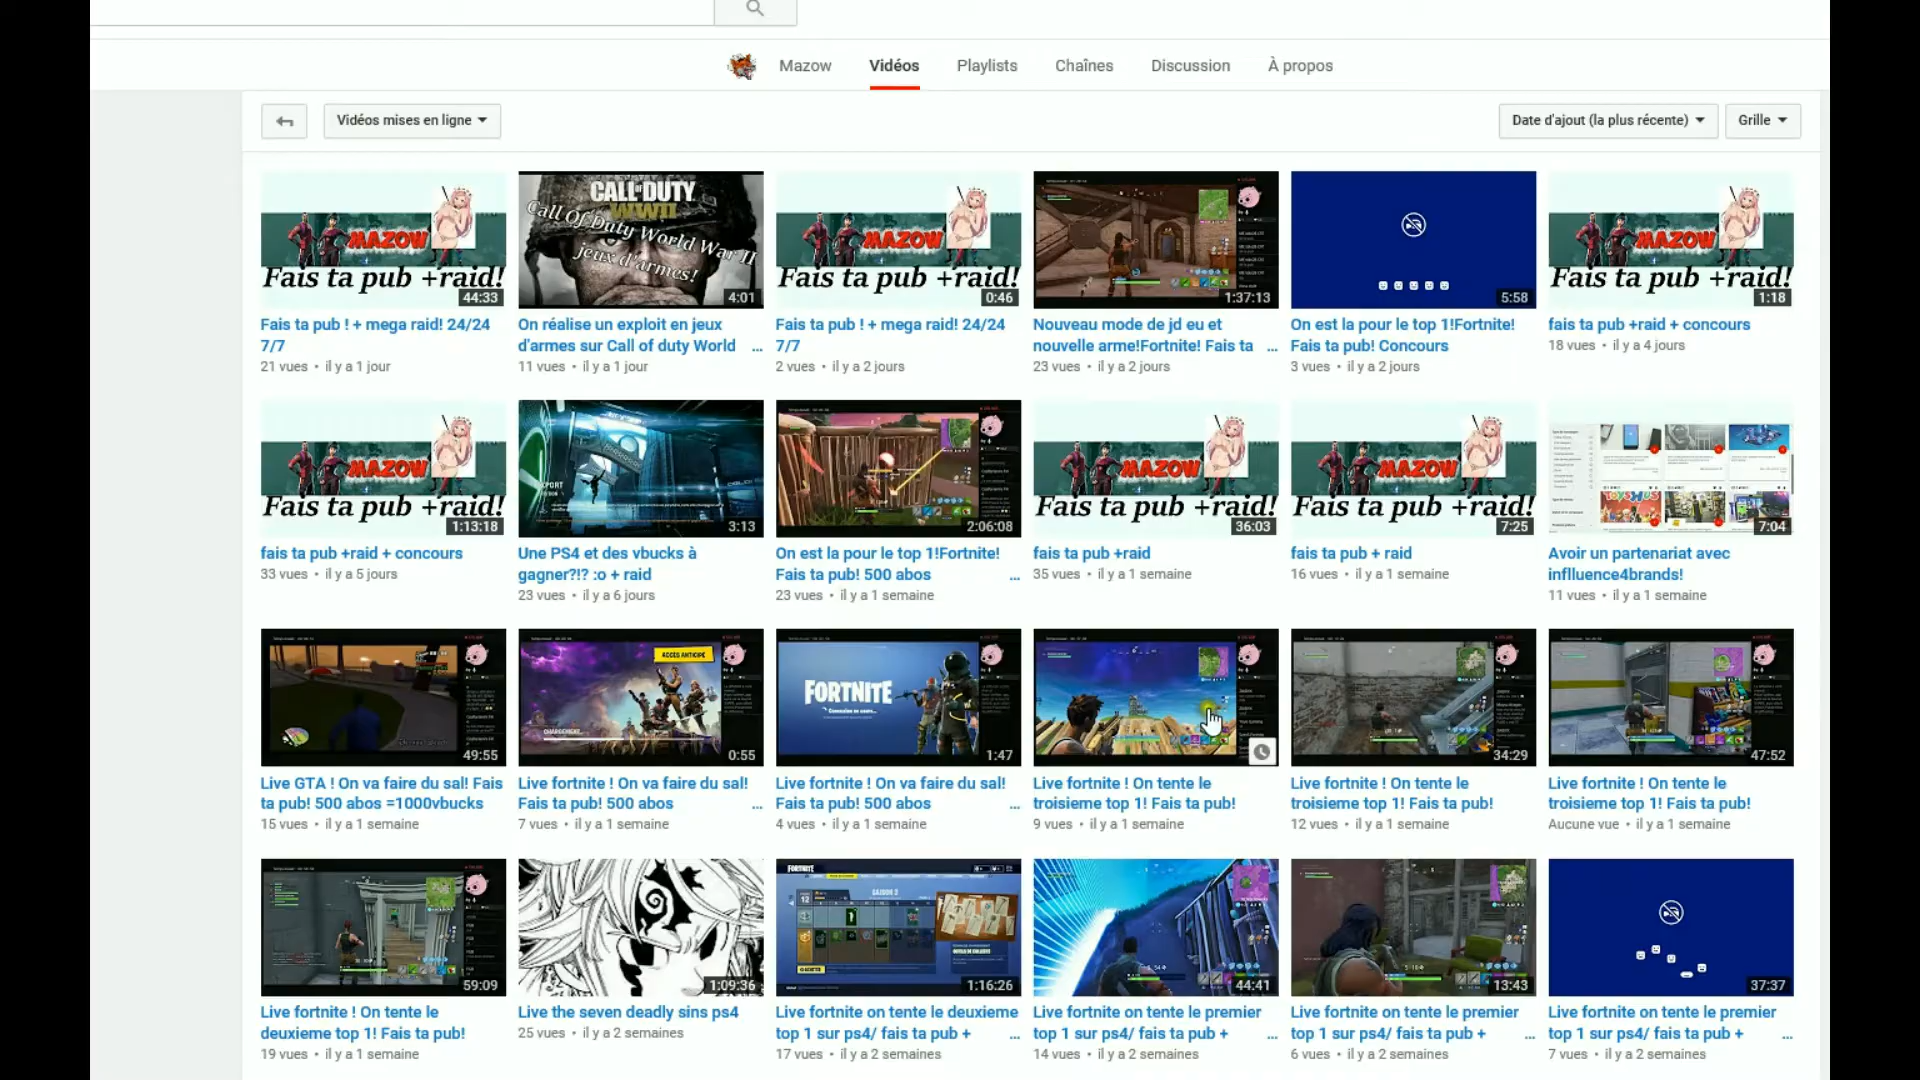 Mazow Vidéos Playlists Chaînes Discussion À propos
Vidéos mises en ligne
Date d'ajout (la plus récente) Grille
MAZOW
Fais ta pub +raid!
44:33
CALL OF DUTY
WWII
Call Of Duty World War II
jeux d'armes!
4:01
MAZOW
Fais ta pub +raid!
0:46
1:37:13
5:58
MAZOW
Fais ta pub +raid!
1:18
Fais ta pub ! + mega raid! 24/24
7/7
21 vues • il y a 1 jour
On réalise un exploit en jeux
d'armes sur Call of duty World ...
11 vues • il y a 1 jour
Fais ta pub ! + mega raid! 24/24
7/7
2 vues • il y a 2 jours
Nouveau mode de jd eu et
nouvelle arme!Fortnite! Fais ta ...
23 vues • il y a 2 jours
On est la pour le top 1!Fortnite!
Fais ta pub! Concours
3 vues • il y a 2 jours
fais ta pub +raid + concours
18 vues • il y a 4 jours
MAZOW
Fais ta pub +raid!
1:13:18
3:13
2:06:08
MAZOW
Fais ta pub +raid!
36:03
MAZOW
Fais ta pub +raid!
7:25
TOYSRUS
7:04
fais ta pub +raid + concours
33 vues • il y a 5 jours
Une PS4 et des vbucks à
gagner?!? :o + raid
23 vues • il y a 6 jours
On est la pour le top 1!Fortnite!
Fais ta pub! 500 abos ...
23 vues • il y a 1 semaine
fais ta pub +raid
35 vues • il y a 1 semaine
fais ta pub + raid
16 vues • il y a 1 semaine
Avoir un partenariat avec
inflluence4brands!
11 vues • il y a 1 semaine
49:55
ACCÈS ANTICIPÉ
CHARGEMENT...
0:55
FORTNITE
Connexion en cours...
1:47
34:29
47:52
Live GTA ! On va faire du sal! Fais
ta pub! 500 abos =1000vbucks
15 vues • il y a 1 semaine
Live fortnite ! On va faire du sal!
Fais ta pub! 500 abos ...
7 vues • il y a 1 semaine
Live fortnite ! On va faire du sal!
Fais ta pub! 500 abos ...
4 vues • il y a 1 semaine
Live fortnite ! On tente le
troisieme top 1! Fais ta pub!
9 vues • il y a 1 semaine
Live fortnite ! On tente le
troisieme top 1! Fais ta pub!
12 vues • il y a 1 semaine
Live fortnite ! On tente le
troisieme top 1! Fais ta pub!
Aucune vue • il y a 1 semaine
59:09
1:09:36
FORTNITE
SAISON 2
12
1:16:26
44:41
13:43
37:37
Live fortnite ! On tente le
deuxieme top 1! Fais ta pub!
19 vues • il y a 1 semaine
Live the seven deadly sins ps4
25 vues • il y a 2 semaines
Live fortnite on tente le deuxieme
top 1 sur ps4/ fais ta pub + ...
17 vues • il y a 2 semaines
Live fortnite on tente le premier
top 1 sur ps4/ fais ta pub + ...
14 vues • il y a 2 semaines
Live fortnite on tente le premier
top 1 sur ps4/ fais ta pub + ...
6 vues • il y a 2 semaines
Live fortnite on tente le premier
top 1 sur ps4/ fais ta pub + ...
7 vues • il y a 2 semaines